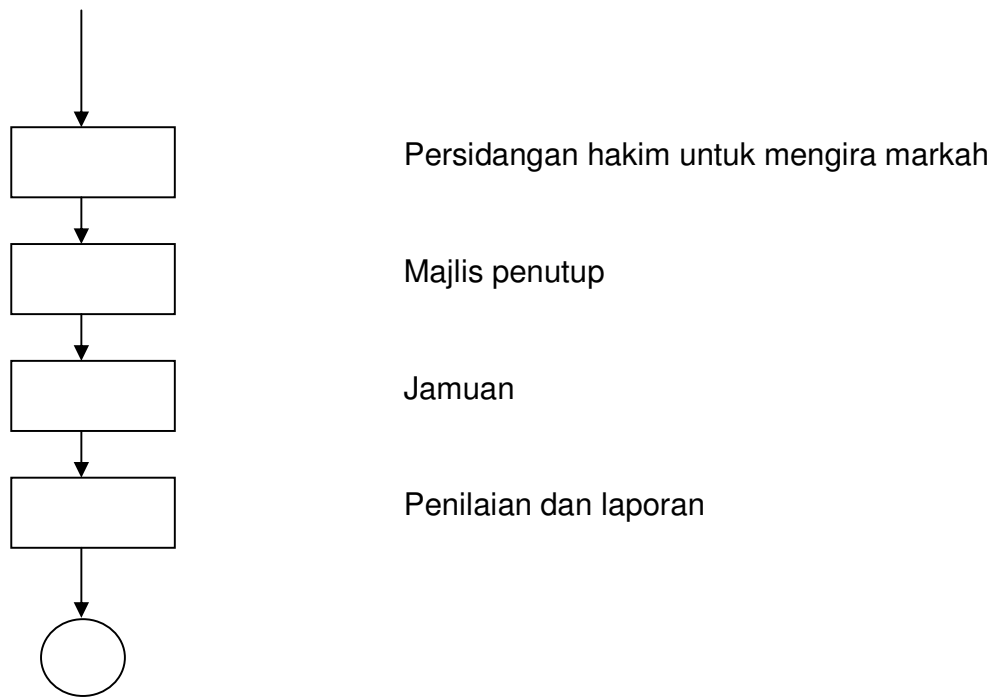 Persidangan hakim untuk mengira markah
Majlis penutup
Jamuan
Penilaian dan laporan